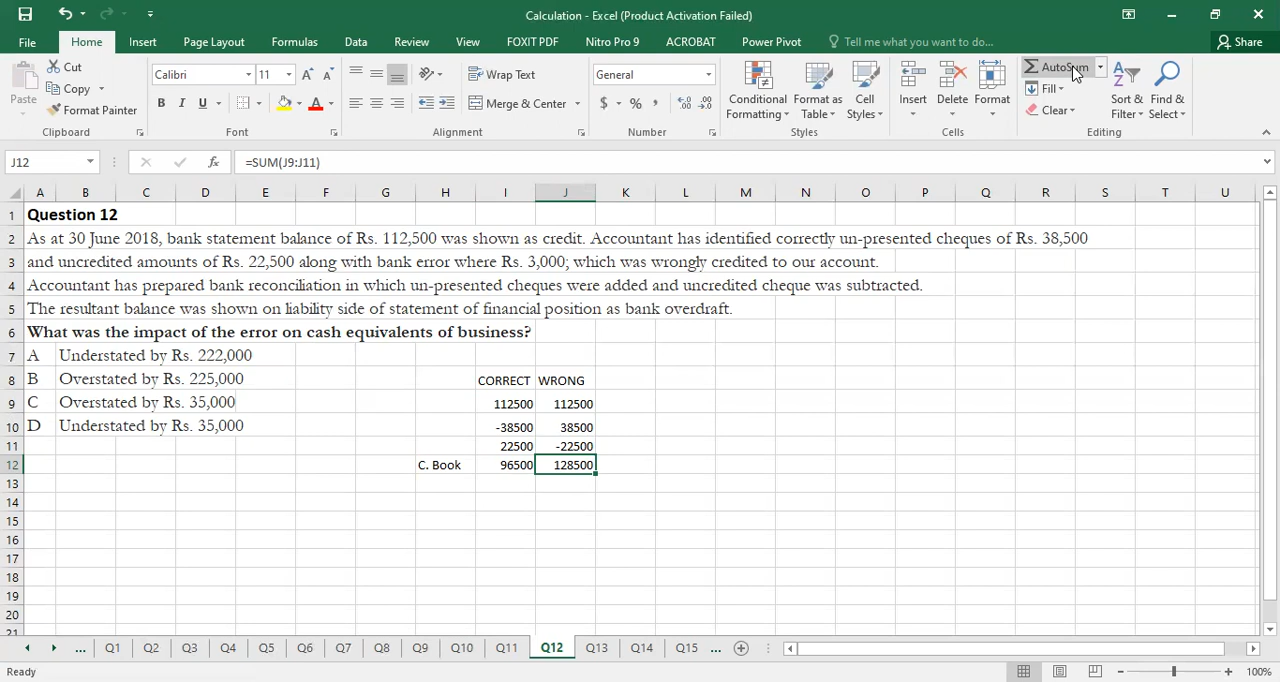 Calculation - Excel (Product Activation Failed)
File Home Insert Page Layout Formulas Data Review View FOXIT PDF Nitro Pro 9 ACROBAT Power Pivot Tell me what you want to do... Share
Paste Cut Copy Format Painter Clipboard
Calibri 11 B I U A A A Font
Wrap Text Merge & Center Alignment
General $ % , Number
Conditional Formatting Format as Table Cell Styles Styles
Insert Delete Format Cells
AutoSum Fill Clear Sort & Filter Find & Select Editing
J12 fx =SUM(J9:J11)
A B C D E F G H I J K L M N O P Q R S T U
1 Question 12
2 As at 30 June 2018, bank statement balance of Rs. 112,500 was shown as credit. Accountant has identified correctly un-presented cheques of Rs. 38,500
3 and uncredited amounts of Rs. 22,500 along with bank error where Rs. 3,000; which was wrongly credited to our account.
4 Accountant has prepared bank reconciliation in which un-presented cheques were added and uncredited cheque was subtracted.
5 The resultant balance was shown on liability side of statement of financial position as bank overdraft.
6 What was the impact of the error on cash equivalents of business?
7 A Understated by Rs. 222,000
8 B Overstated by Rs. 225,000 CORRECT WRONG
9 C Overstated by Rs. 35,000 112500 112500
10 D Understated by Rs. 35,000 -38500 38500
11 22500 -22500
12 C. Book 96500 128500
13
14
15
16
17
18
19
20
21
... Q1 Q2 Q3 Q4 Q5 Q6 Q7 Q8 Q9 Q10 Q11 Q12 Q13 Q14 Q15 ...
Ready 100%